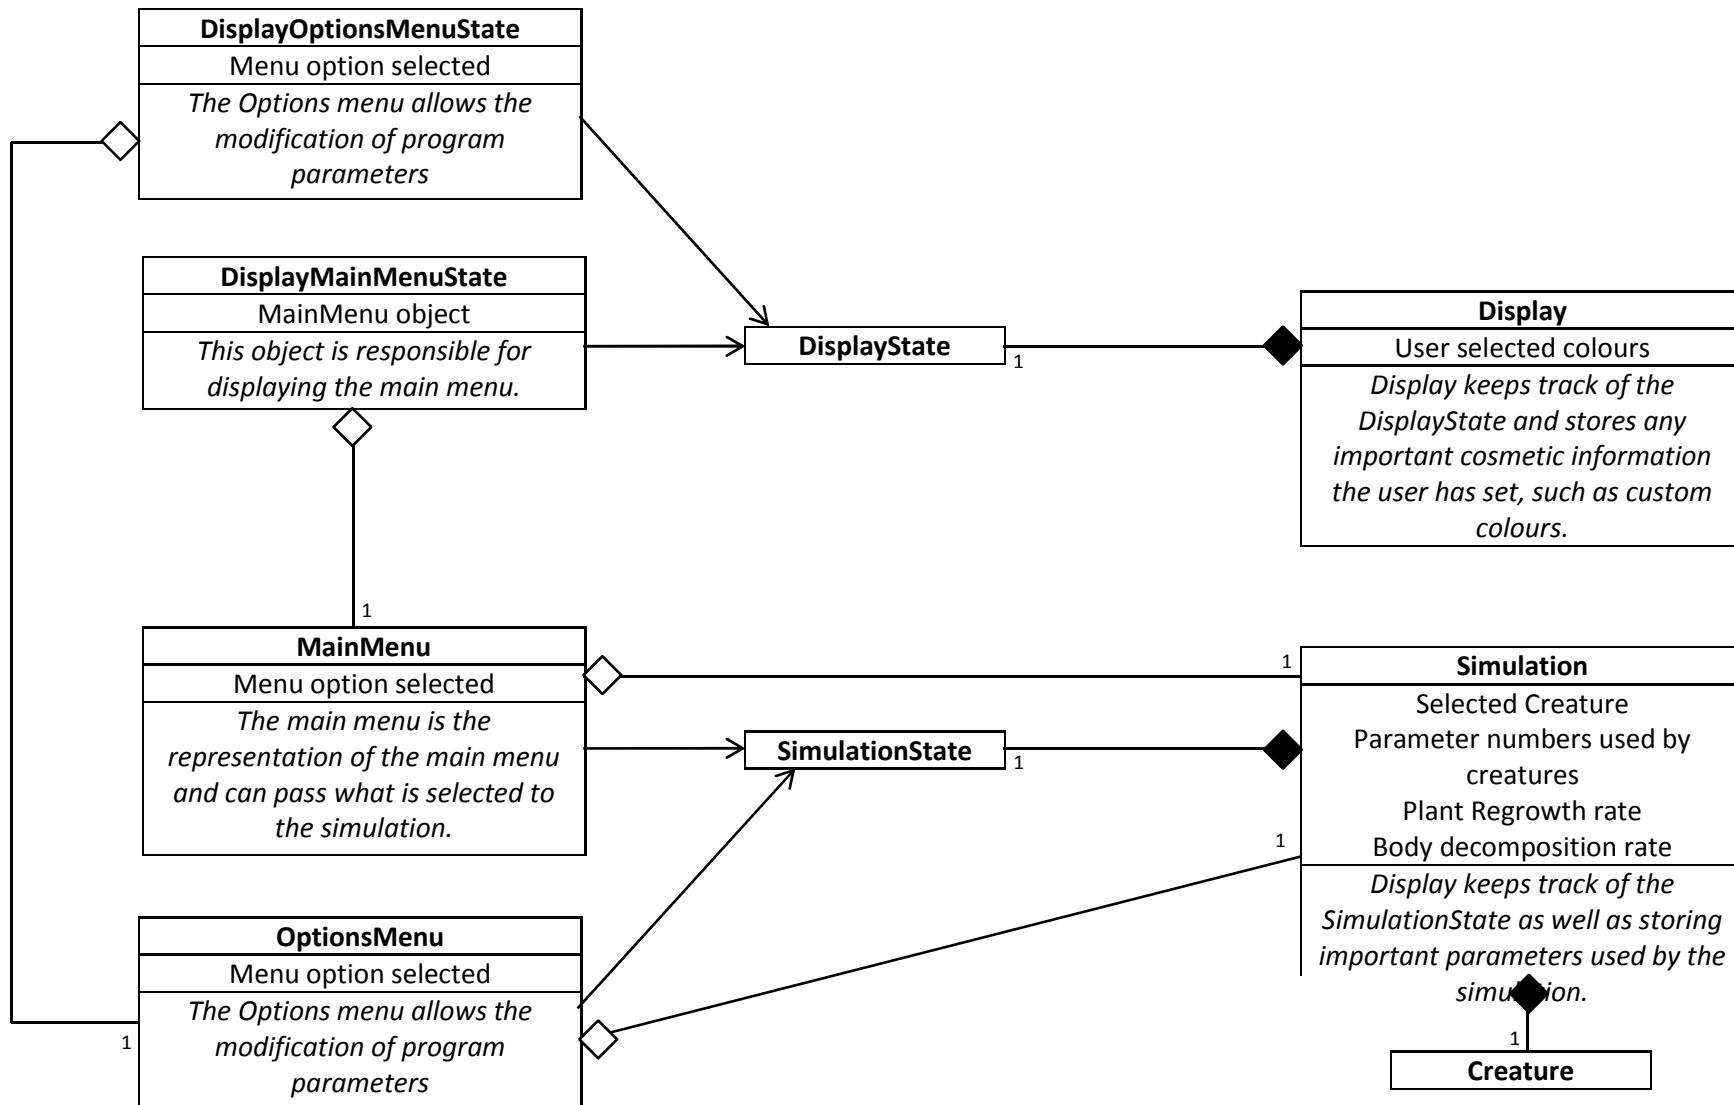 DisplayOptionsMenuState
Menu option selected
The Options menu allows the
modification of program
parameters
DisplayMainMenuState
MainMenu object
This object is responsible for
displaying the main menu.
DisplayState
1
Display
User selected colours
Display keeps track of the
DisplayState and stores any
important cosmetic information
the user has set, such as custom
colours.
1
MainMenu
Menu option selected
The main menu is the
representation of the main menu
and can pass what is selected to
the simulation.
1
SimulationState
1
Simulation
Selected Creature
Parameter numbers used by
creatures
Plant Regrowth rate
Body decomposition rate
Display keeps track of the
SimulationState as well as storing
important parameters used by the
simulation.
1
OptionsMenu
Menu option selected
The Options menu allows the
modification of program
parameters
1
1
Creature